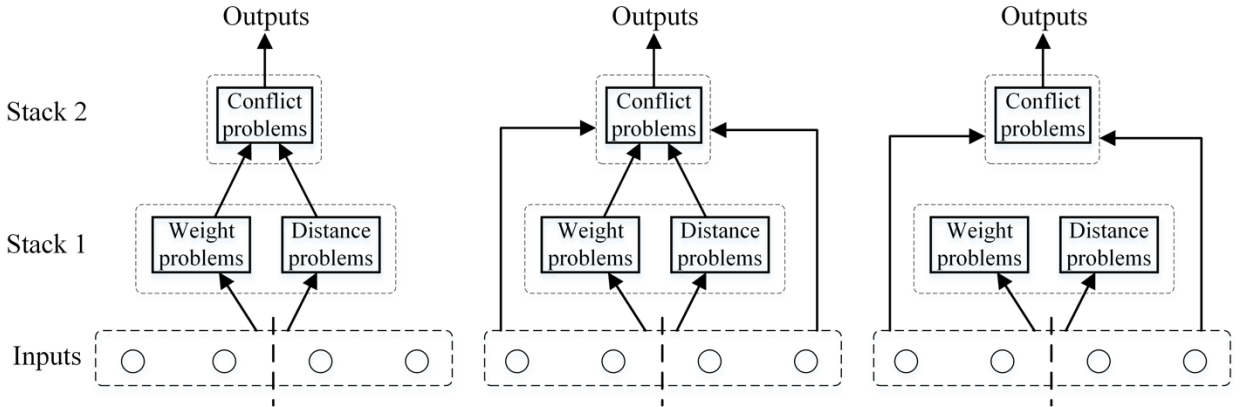 Outputs
Outputs
Outputs
Stack 2
Conflict
problems
Conflict
problems
Conflict
problems
Stack 1
Weight
problems
Distance
problems
Weight
problems
Distance
problems
Weight
problems
Distance
problems
Inputs